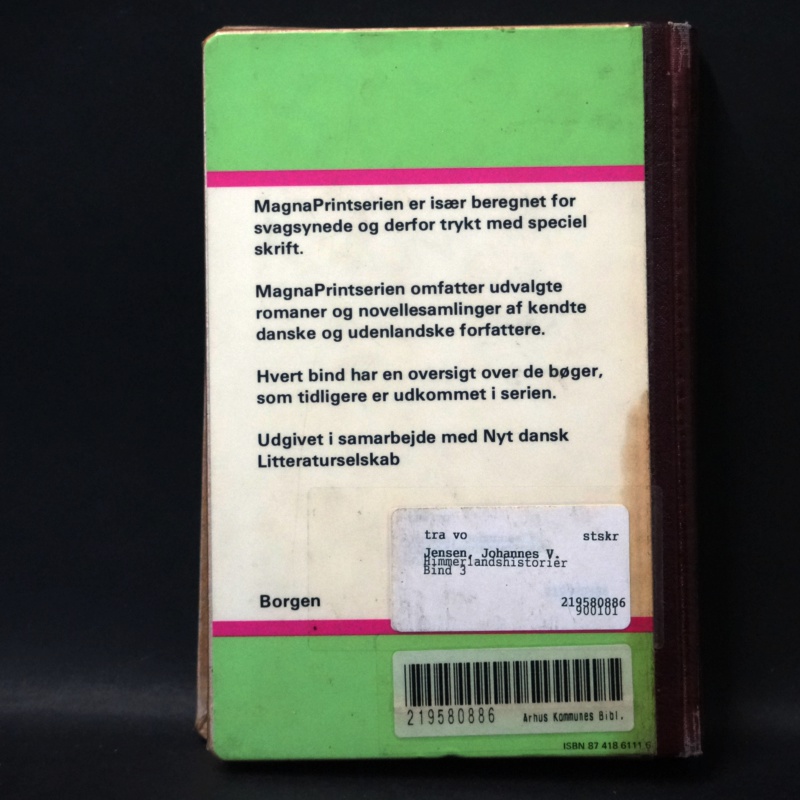 MagnaPrintserien er især beregnet for
svagsynede og derfor trykt med speciel
skrift.
MagnaPrintserien omfatter udvalgte
romaner og novellesamlinger af kendte
danske og udenlandske forfattere.
Hvert bind har en oversigt over de bøger,
som tidligere er udkommet i serien.
Udgivet i samarbejde med Nyt dansk
Litteraturselskab
tra vo stskr
Jensen, Johannes V.
Himmerlandshistorier
Bind 3
219580886
900101
Borgen
219580886 Arhus Kommunes Bibl.
ISBN 87 418 6111 6